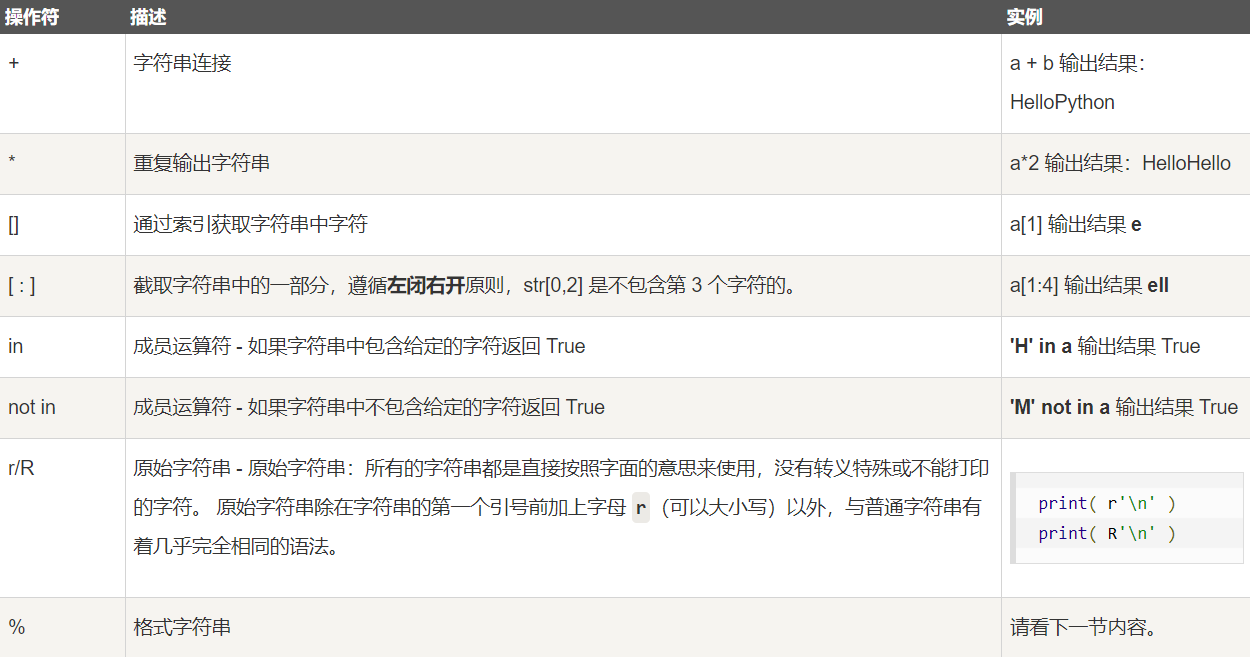 操作符 描述 实例
+ 字符串连接 a + b 输出结果：
HelloPython
* 重复输出字符串 a*2 输出结果：HelloHello
[] 通过索引获取字符串中字符 a[1] 输出结果 e
[ : ] 截取字符串中的一部分，遵循左闭右开原则，str[0,2] 是不包含第 3 个字符的。 a[1:4] 输出结果 ell
in 成员运算符 - 如果字符串中包含给定的字符返回 True 'H' in a 输出结果 True
not in 成员运算符 - 如果字符串中不包含给定的字符返回 True 'M' not in a 输出结果 True
r/R 原始字符串 - 原始字符串：所有的字符串都是直接按照字面的意思来使用，没有转义特殊或不能打印
的字符。 原始字符串除在字符串的第一个引号前加上字母 r （可以大小写）以外，与普通字符串有
着几乎完全相同的语法。
print( r'\n' )
print( R'\n' )
% 格式字符串 请看下一节内容。